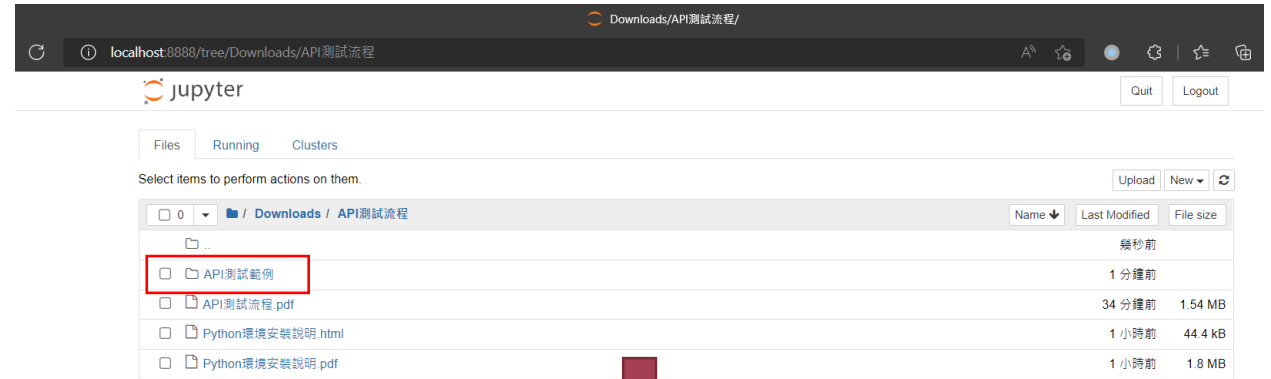 Downloads/API測試流程/
localhost:8888/tree/Downloads/API測試流程
jupyter
Quit Logout
Files Running Clusters
Select items to perform actions on them.
Upload New
0 / Downloads / API測試流程 Name Last Modified File size
.. 幾秒前
API測試範例 1 分鐘前
API測試流程.pdf 34 分鐘前 1.54 MB
Python環境安裝說明.html 1 小時前 44.4 kB
Python環境安裝說明.pdf 1 小時前 1.8 MB